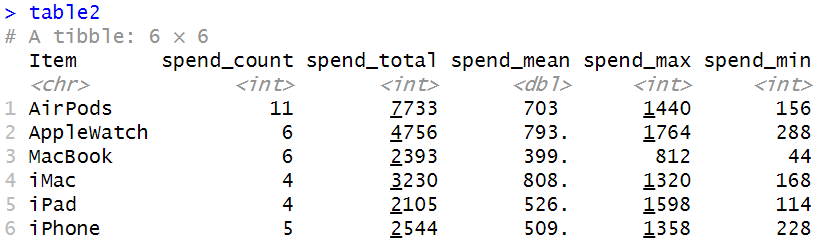 > table2
# A tibble: 6 × 6
Item spend_count spend_total spend_mean spend_max spend_min
<chr> <int> <int> <dbl> <int> <int>
1 AirPods 11 7733 703 1440 156
2 AppleWatch 6 4756 793. 1764 288
3 MacBook 6 2393 399. 812 44
4 iMac 4 3230 808. 1320 168
5 iPad 4 2105 526. 1598 114
6 iPhone 5 2544 509. 1358 228